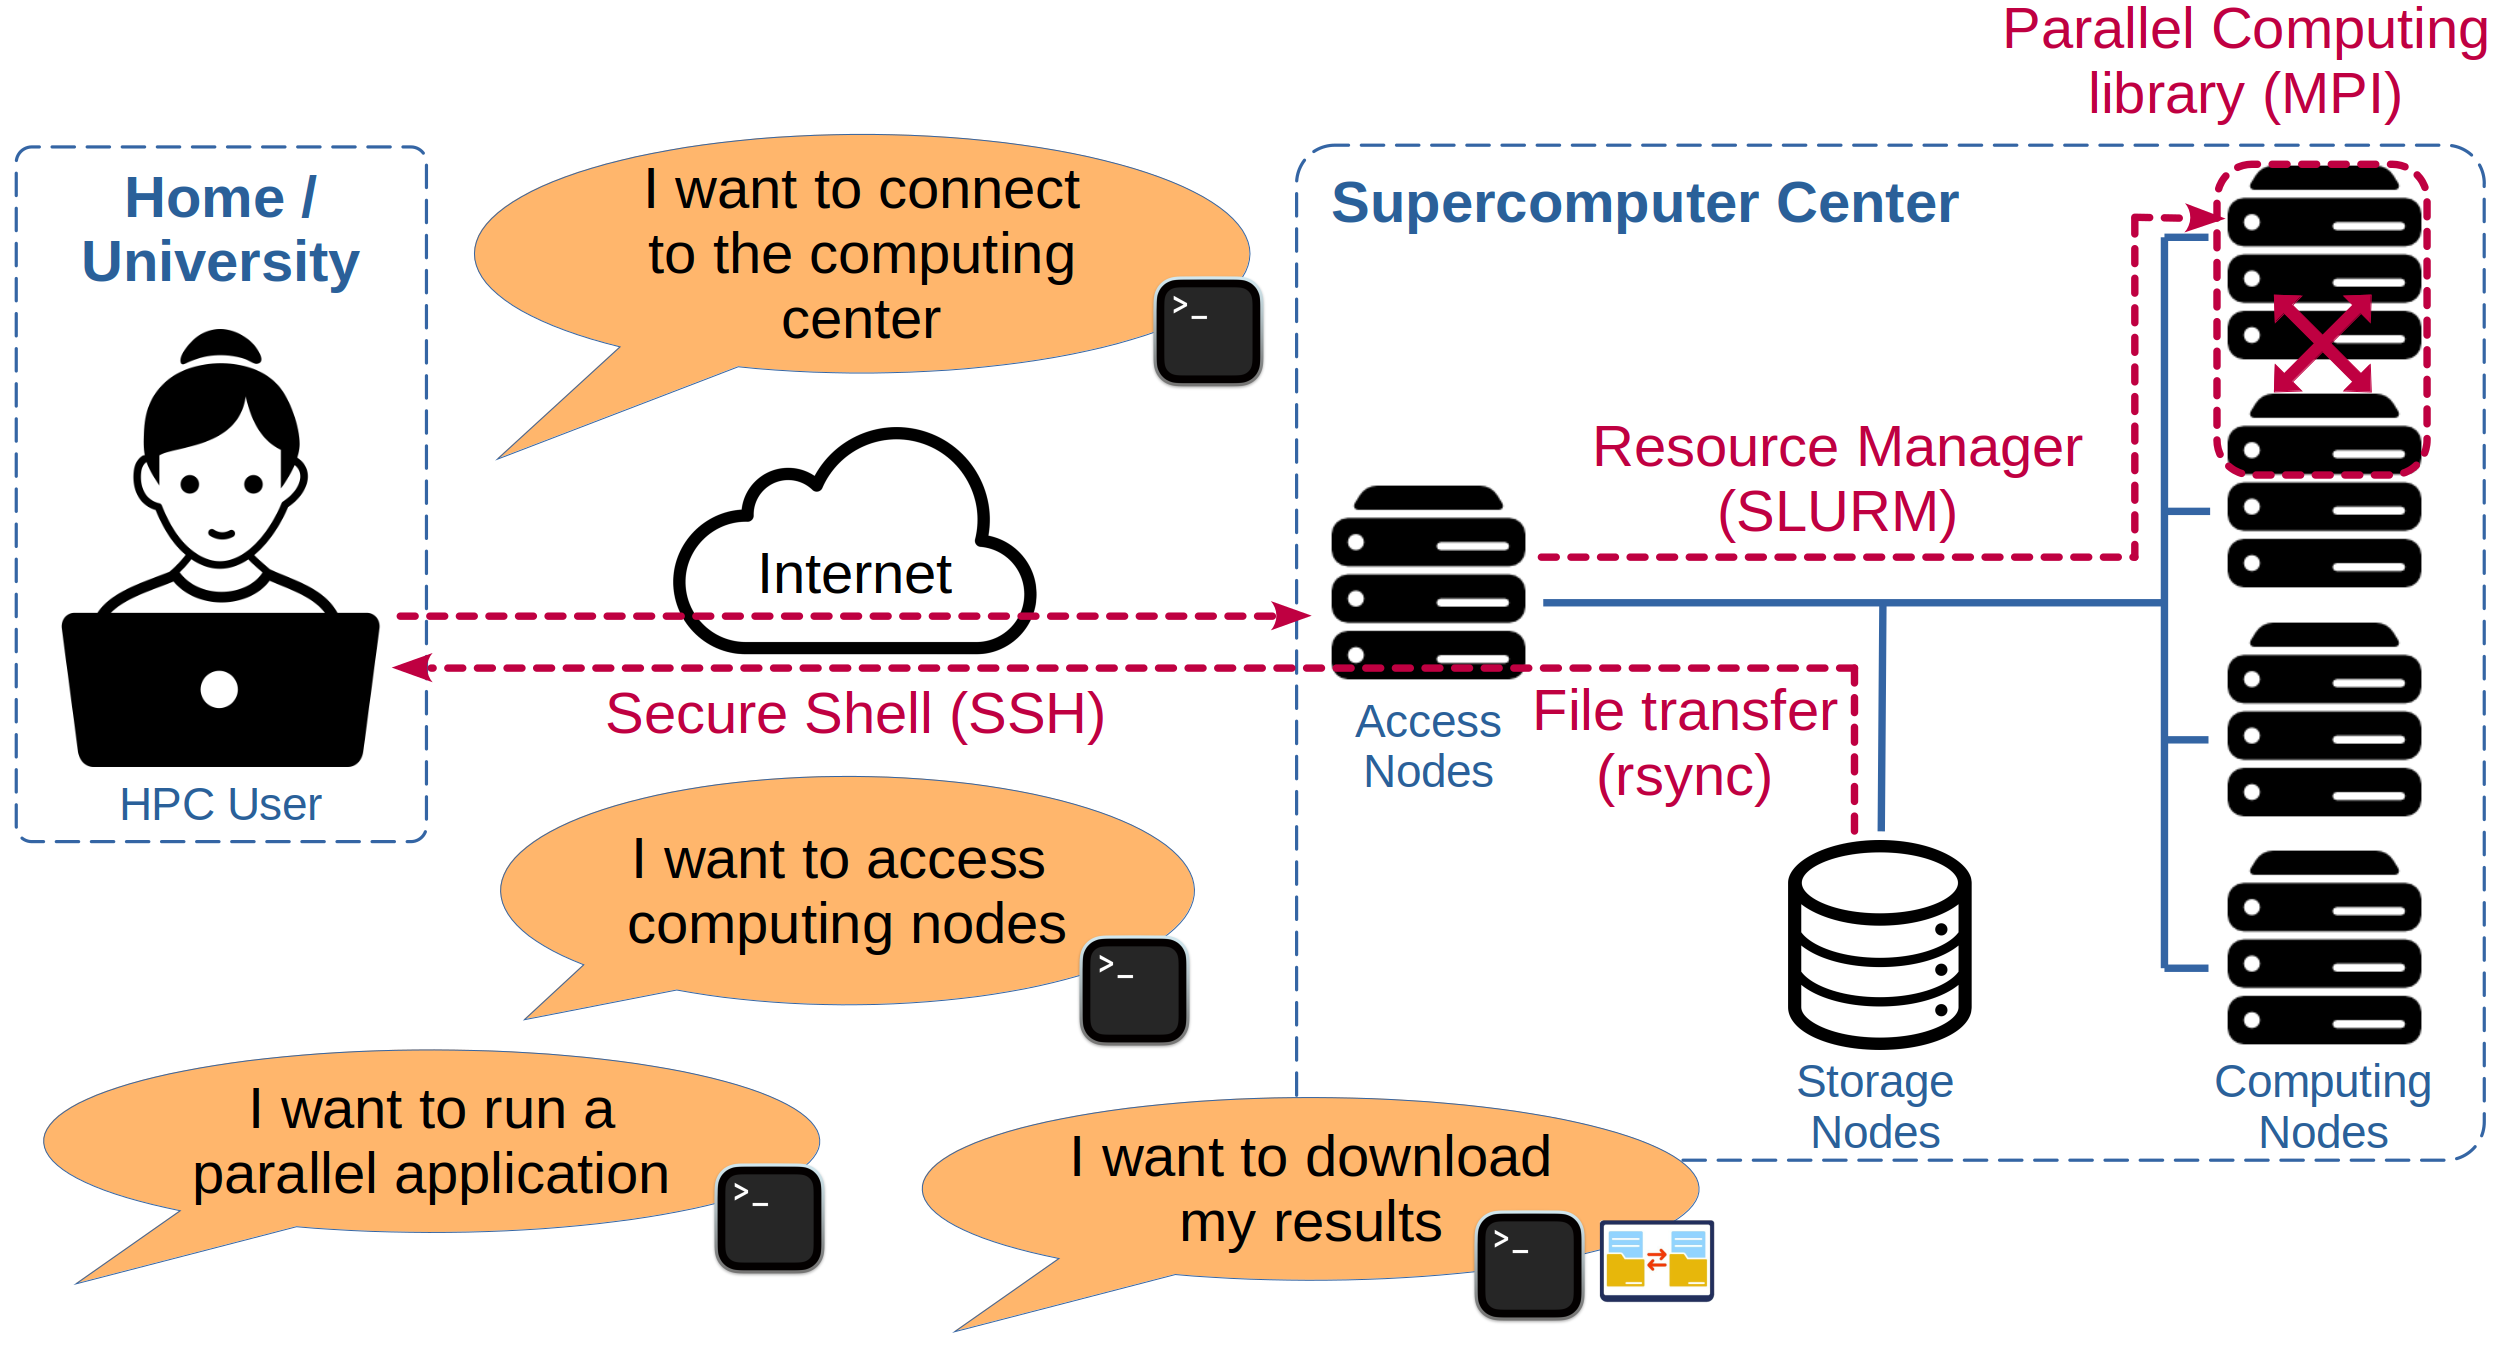 Parallel Computing
library (MPI)
Home /
University
I want to connect
to the computing
center
>_
Supercomputer Center
Resource Manager
(SLURM)
Internet
Secure Shell (SSH)
Access
Nodes
File transfer
(rsync)
HPC User
I want to access
computing nodes
>_
Storage
Nodes
Computing
Nodes
I want to run a
parallel application
>_
I want to download
my results
>_